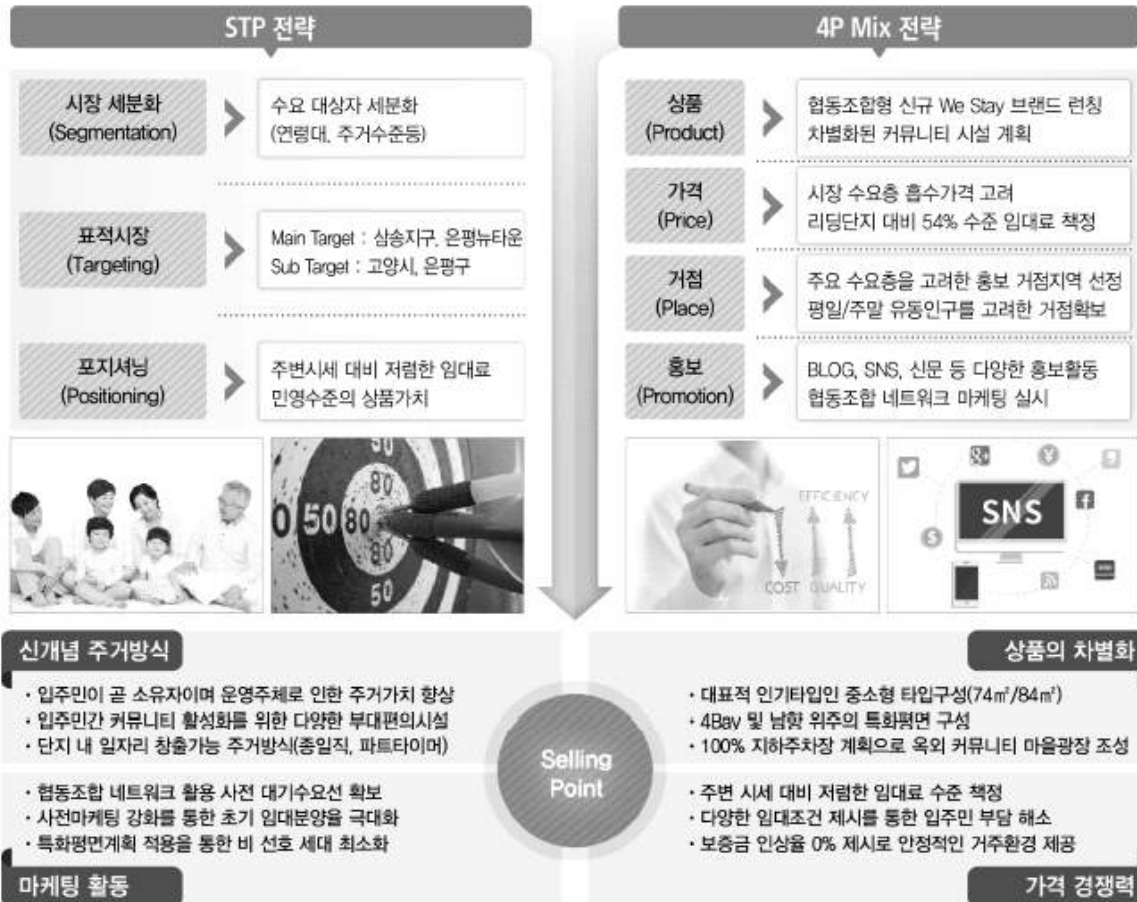 STP 전략
시장 세분화
(Segmentation)
수요 대상자 세분화
(연령대, 주거수준등)
표적시장
(Targeting)
Main Target : 삼송지구, 은평뉴타운
Sub Target : 고양시, 은평구
포지셔닝
(Positioning)
주변시세 대비 저렴한 임대료
민영수준의 상품가치
4P Mix 전략
상품
(Product)
협동조합형 신규 We Stay 브랜드 런칭
차별화된 커뮤니티 시설 계획
가격
(Price)
시장 수요층 흡수가격 고려
리딩단지 대비 54% 수준 임대료 책정
거점
(Place)
주요 수요층을 고려한 홍보 거점지역 선정
평일/주말 유동인구를 고려한 거점확보
홍보
(Promotion)
BLOG, SNS, 신문 등 다양한 홍보활동
협동조합 네트워크 마케팅 실시
50
80
0 50 80
80
50
EFFICIENCY
COST QUALITY
SNS
신개념 주거방식
· 입주민이 곧 소유자이며 운영주체로 인한 주거가치 향상
· 입주민간 커뮤니티 활성화를 위한 다양한 부대편의시설
· 단지 내 일자리 창출가능 주거방식(종일직, 파트타이머)
상품의 차별화
· 대표적 인기타입인 중소형 타입구성(74㎡/84㎡)
· 4Bay 및 남향 위주의 특화평면 구성
· 100% 지하주차장 계획으로 옥외 커뮤니티 마을광장 조성
Selling
Point
· 협동조합 네트워크 활용 사전 대기수요선 확보
· 사전마케팅 강화를 통한 초기 임대분양율 극대화
· 특화평면계획 적용을 통한 비 선호 세대 최소화
마케팅 활동
· 주변 시세 대비 저렴한 임대료 수준 책정
· 다양한 임대조건 제시를 통한 입주민 부담 해소
· 보증금 인상율 0% 제시로 안정적인 거주환경 제공
가격 경쟁력